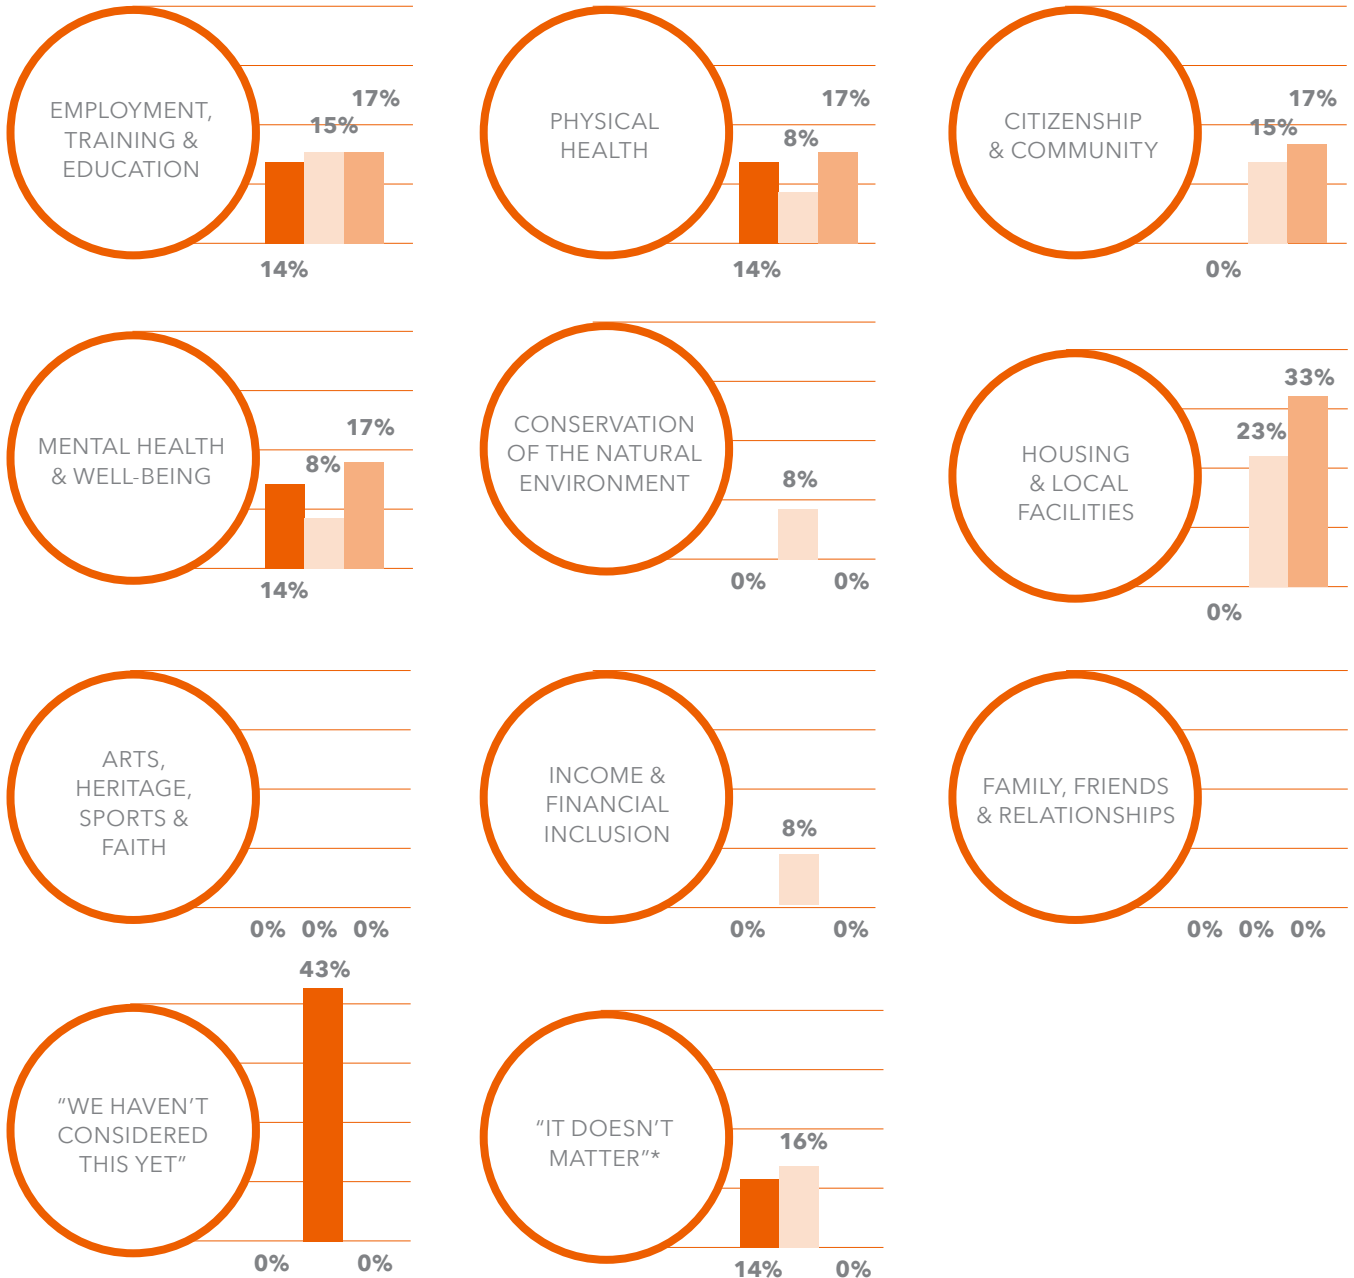 EMPLOYMENT,
TRAINING &
EDUCATION
17%
15%
14%
PHYSICAL
HEALTH
17%
8%
14%
CITIZENSHIP
& COMMUNITY
17%
15%
0%
MENTAL HEALTH
& WELL-BEING
17%
8%
14%
CONSERVATION
OF THE NATURAL
ENVIRONMENT
8%
0% 0%
HOUSING
& LOCAL
FACILITIES
33%
23%
0%
ARTS,
HERITAGE,
SPORTS &
FAITH
0% 0% 0%
INCOME &
FINANCIAL
INCLUSION
8%
0% 0%
FAMILY, FRIENDS
& RELATIONSHIPS
0% 0% 0%
“WE HAVEN’T
CONSIDERED
THIS YET”
43%
0% 0%
“IT DOESN’T
MATTER”*
16%
14% 0%